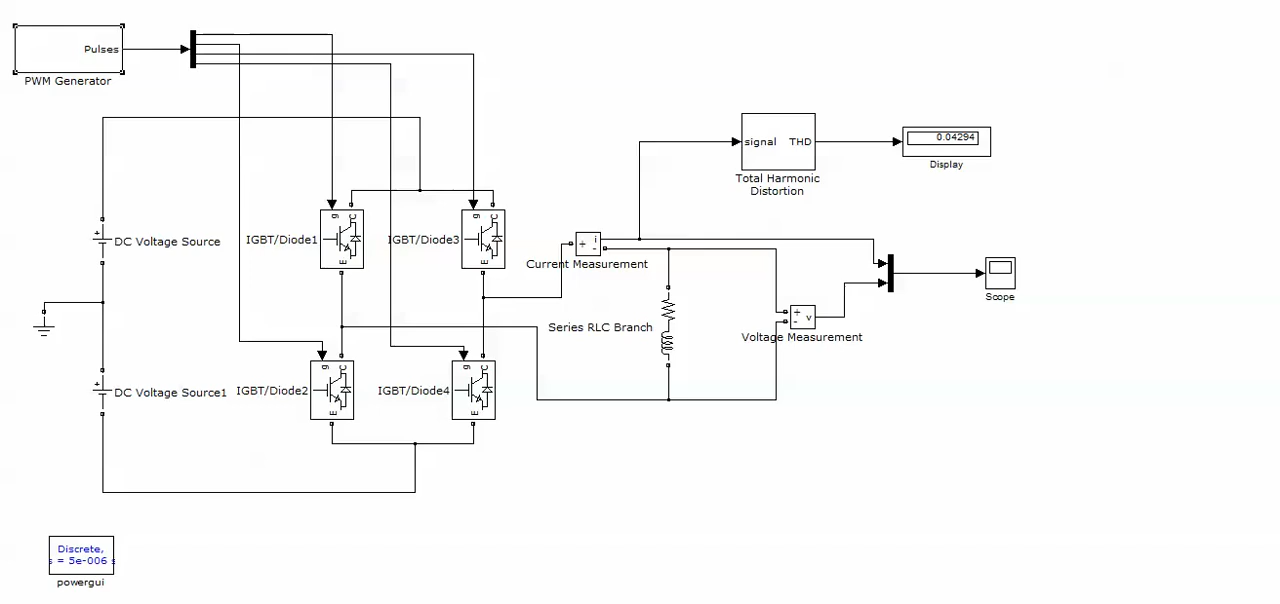 Pulses
PWM Generator
signal THD
0.04294
Display
Total Harmonic
Distortion
g C
g C
+
DC Voltage Source
IGBT/Diode1
IGBT/Diode3
E
E
+ i
-
Current Measurement
Scope
Series RLC Branch
+
- v
Voltage Measurement
g C
g C
+
DC Voltage Source1
IGBT/Diode2
IGBT/Diode4
E
E
Discrete,
s = 5e-006 s
powergui